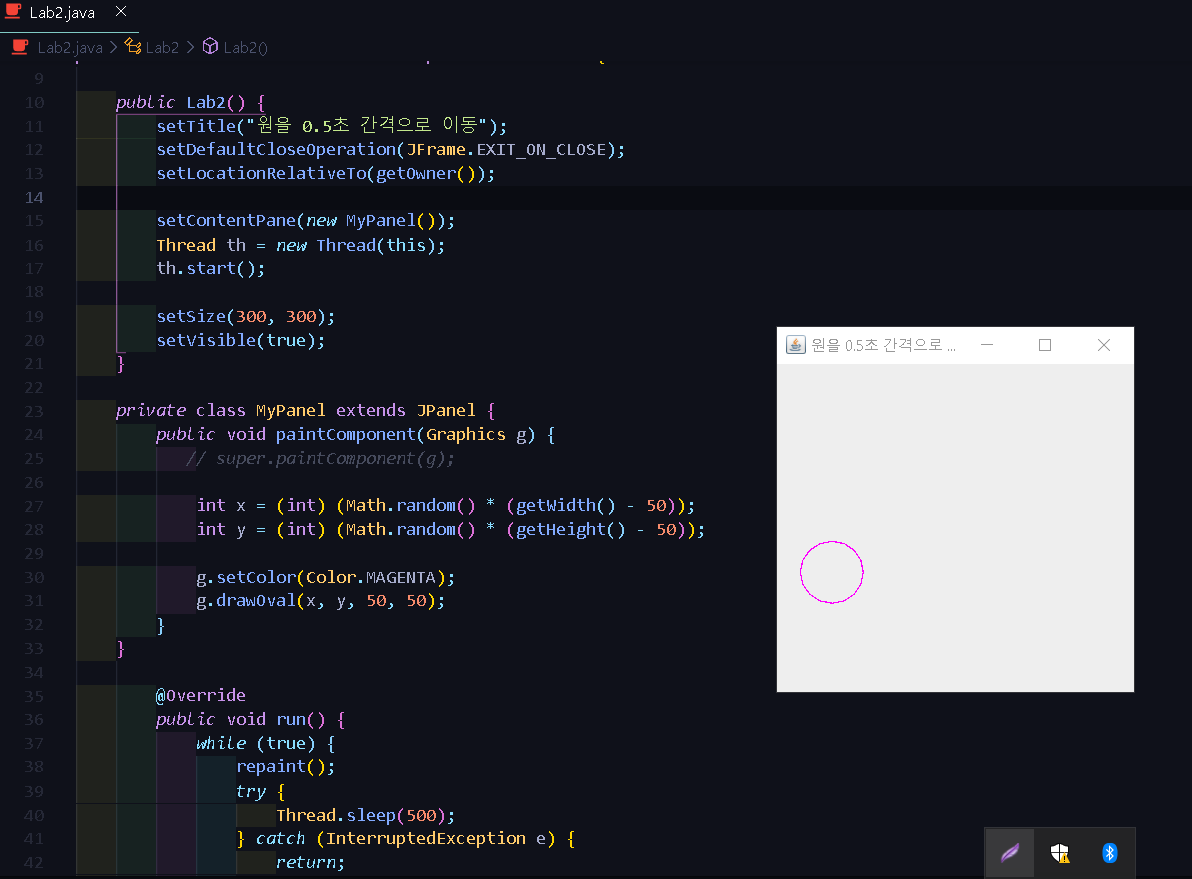 Lab2.java
Lab2.java > Lab2 > Lab2()
9
10 public Lab2() {
11 setTitle("원을 0.5초 간격으로 이동");
12 setDefaultCloseOperation(JFrame.EXIT_ON_CLOSE);
13 setLocationRelativeTo(getOwner());
14
15 setContentPane(new MyPanel());
16 Thread th = new Thread(this);
17 th.start();
18
19 setSize(300, 300);
20 setVisible(true);
21 }
22
23 private class MyPanel extends JPanel {
24 public void paintComponent(Graphics g) {
25 // super.paintComponent(g);
26
27 int x = (int) (Math.random() * (getWidth() - 50));
28 int y = (int) (Math.random() * (getHeight() - 50));
29
30 g.setColor(Color.MAGENTA);
31 g.drawOval(x, y, 50, 50);
32 }
33 }
34
35 @Override
36 public void run() {
37 while (true) {
38 repaint();
39 try {
40 Thread.sleep(500);
41 } catch (InterruptedException e) {
42 return;
원을 0.5초 간격으로 ...